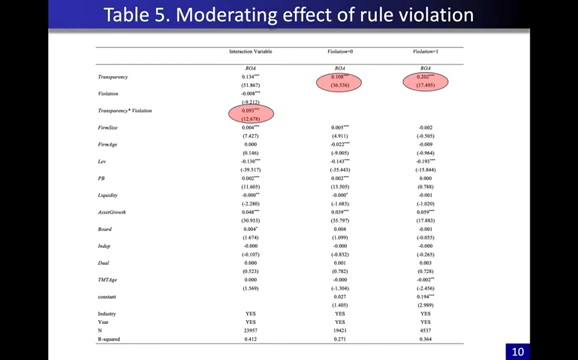 Table 5. Moderating effect of rule violation
Interaction Variable Violation=0 Violation=1
ROA ROA ROA
Transparency 0.134*** 0.108*** 0.202***
(51.867) (36.536) (17.495)
Violation -0.008***
(-9.212)
Transparency* Violation 0.093***
(12.678)
FirmSize 0.004*** 0.003*** -0.002
(7.427) (4.911) (-0.505)
FirmAge 0.000 -0.022*** -0.009
(0.146) (-9.005) (-0.964)
Lev -0.130*** -0.143*** -0.193***
(-39.517) (-35.443) (-15.844)
PB 0.002*** 0.002*** 0.000
(11.605) (13.505) (0.788)
Liquidity -0.000** -0.000* -0.001
(-2.280) (-1.683) (-1.020)
AssetGrowth 0.048*** 0.039*** 0.059***
(30.933) (35.797) (17.883)
Board 0.004* 0.004 -0.001
(1.674) (1.099) (-0.055)
Indep -0.000 -0.000 -0.000
(-0.107) (-0.832) (-0.265)
Dual 0.000 0.001 0.003
(0.523) (0.782) (0.728)
TMTAge 0.000 -0.000 -0.002**
(1.569) (-1.304) (-2.456)
constant 0.027 0.194***
(1.405) (2.989)
Industry YES YES YES
Year YES YES YES
N 23957 19421 4537
R-squared 0.412 0.271 0.364
10